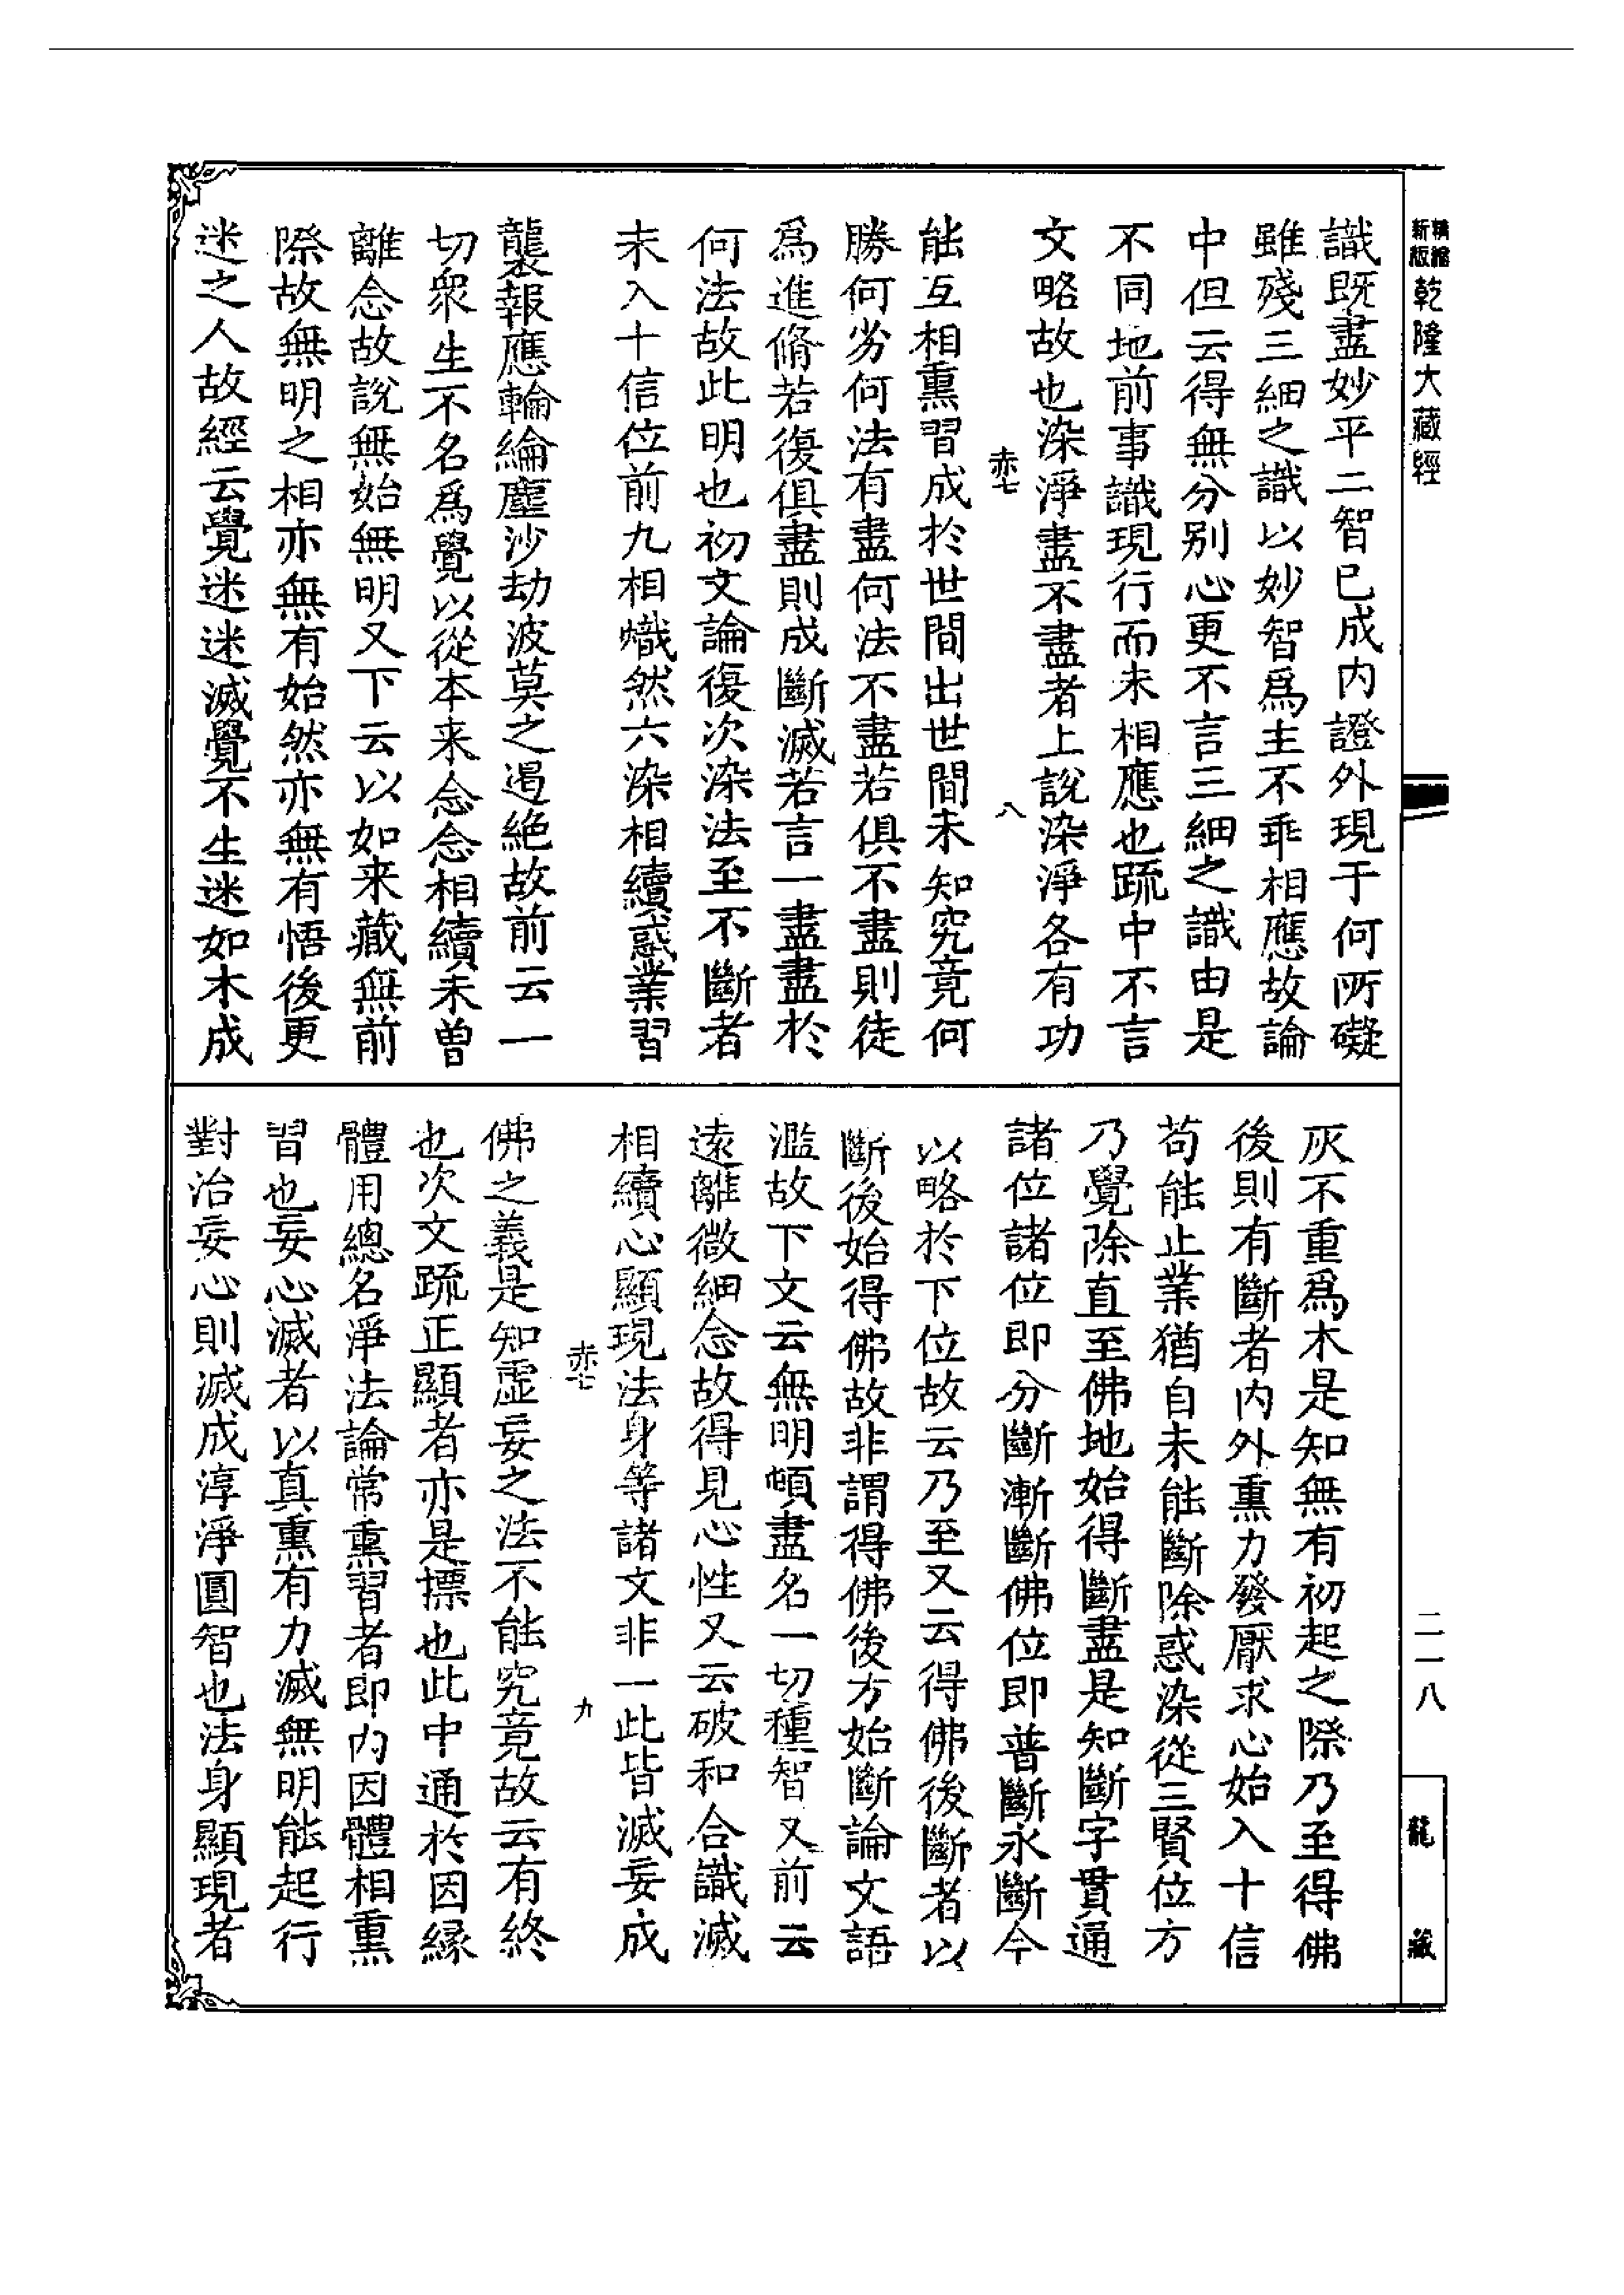 精縮新版乾隆大藏經
識既盡妙平二智已成内證外現于何所礙
雖殘三細之識以妙智爲主不乖相應故論
中但云得無分别心更不言三細之識由是
不同地前事識現行而未相應也疏中不言
文略故也染淨盡不盡者上說染淨各有功
赤七
八
能互相熏習成於世間出世間未知究竟何
勝何劣何法有盡何法不盡若俱不盡則徒
爲進脩若復俱盡則成斷滅若言一盡盡於
何法故此明也初文論復次染法至不斷者
未入十信位前九相熾然六染相續惑業習
襲報應輪綸塵沙劫波莫之遏絶故前云一
切衆生不名爲覺以從本来念念相續未曾
離念故說無始無明又下云以如来藏無前
際故無明之相亦無有始然亦無有悟後更
迷之人故經云覺迷迷滅覺不生迷如木成
灰不重爲木是知無有初起之際乃至得佛
後則有斷者内外熏力發厭求心始入十信
苟能止業猶自未能斷除惑染從三賢位方
乃覺除直至佛地始得斷盡是知斷字貫通
諸位諸位即分斷漸斷佛位即普斷永斷今
以略於下位故云乃至又云得佛後斷者以
斷後始得佛故非謂得佛後方始斷論文語
濫故下文云無明頓盡名一切種智又前云
遠離微細念故得見心性又云破和合識滅
相續心顯現法身等諸文非一此皆滅妄成
赤七
九
佛之義是知虛妄之法不能究竟故云有終
也次文疏正顯者亦是摽也此中通於因縁
體用總名淨法論常熏習者即内因體相熏
習也妄心滅者以真熏有力滅無明能起行
對治妄心則滅成淳淨圓智也法身顯現者
二一八
龍藏